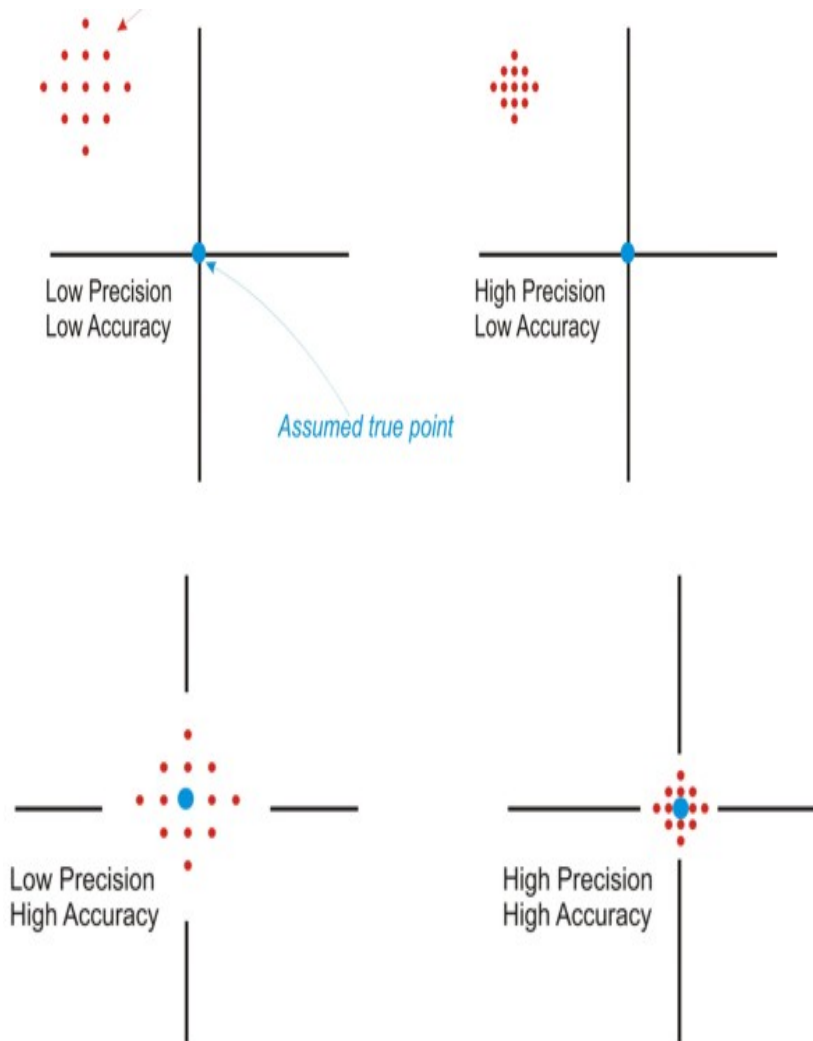 Low Precision
Low Accuracy
High Precision
Low Accuracy
Assumed true point
Low Precision
High Accuracy
High Precision
High Accuracy